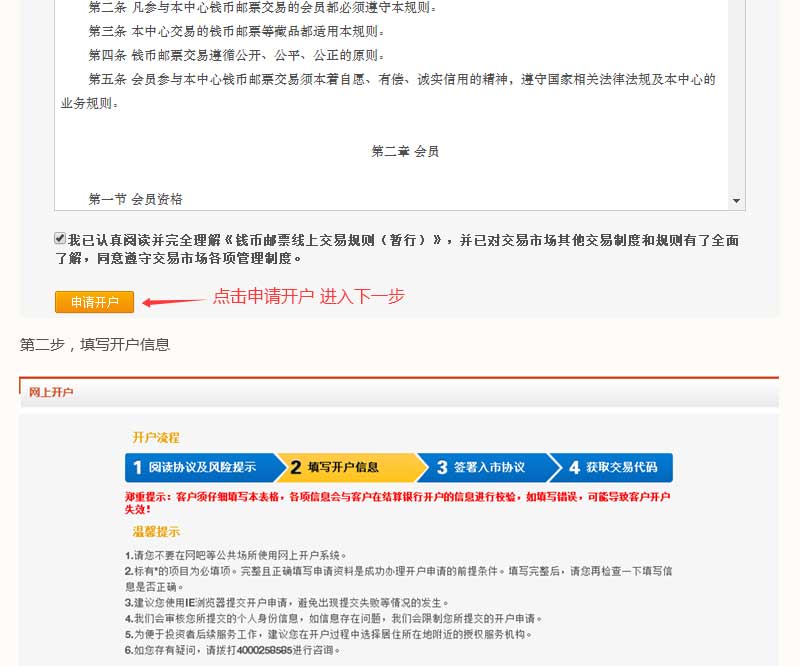 第二条 凡参与本中心钱币邮票交易的会员都必须遵守本规则。
第三条 本中心交易的钱币邮票等藏品都适用本规则。
第四条 钱币邮票交易遵循公开、公平、公正的原则。
第五条 会员参与本中心钱币邮票交易须本着自愿、有偿、诚实信用的精神，遵守国家相关法律法规及本中心的
业务规则。
第二章 会员
第一节 会员资格
我已认真阅读并完全理解《钱币邮票线上交易规则（暂行）》，并已对交易市场其他交易制度和规则有了全面
了解，同意遵守交易市场各项管理制度。
申请开户
点击申请开户 进入下一步
第二步，填写开户信息
网上开户
开户流程
1 阅读协议及风险提示 2 填写开户信息 3 签署入市协议 4 获取交易代码
郑重提示：客户须仔细填写本表格，各项信息会与客户在结算银行开户的信息进行校验，如填写错误，可能导致客户开户
失效！
温馨提示
1.请您不要在网吧等公共场所使用网上开户系统。
2.标有*的项目为必填项。完整且正确填写申请资料是成功办理开户申请的前提条件。填写完整后，请您再检查一下填写信
息是否正确。
3.建议您使用IE浏览器提交开户申请，避免出现提交失败等情况的发生。
4.我们会审核您所提交的个人身份信息，如信息存在问题，我们会限制您所提交的开户申请。
5.为便于投资者后续服务工作，建议您在开户过程中选择居住所在地附近的授权服务机构。
6.如您存有疑问，请拨打4000258585进行咨询。